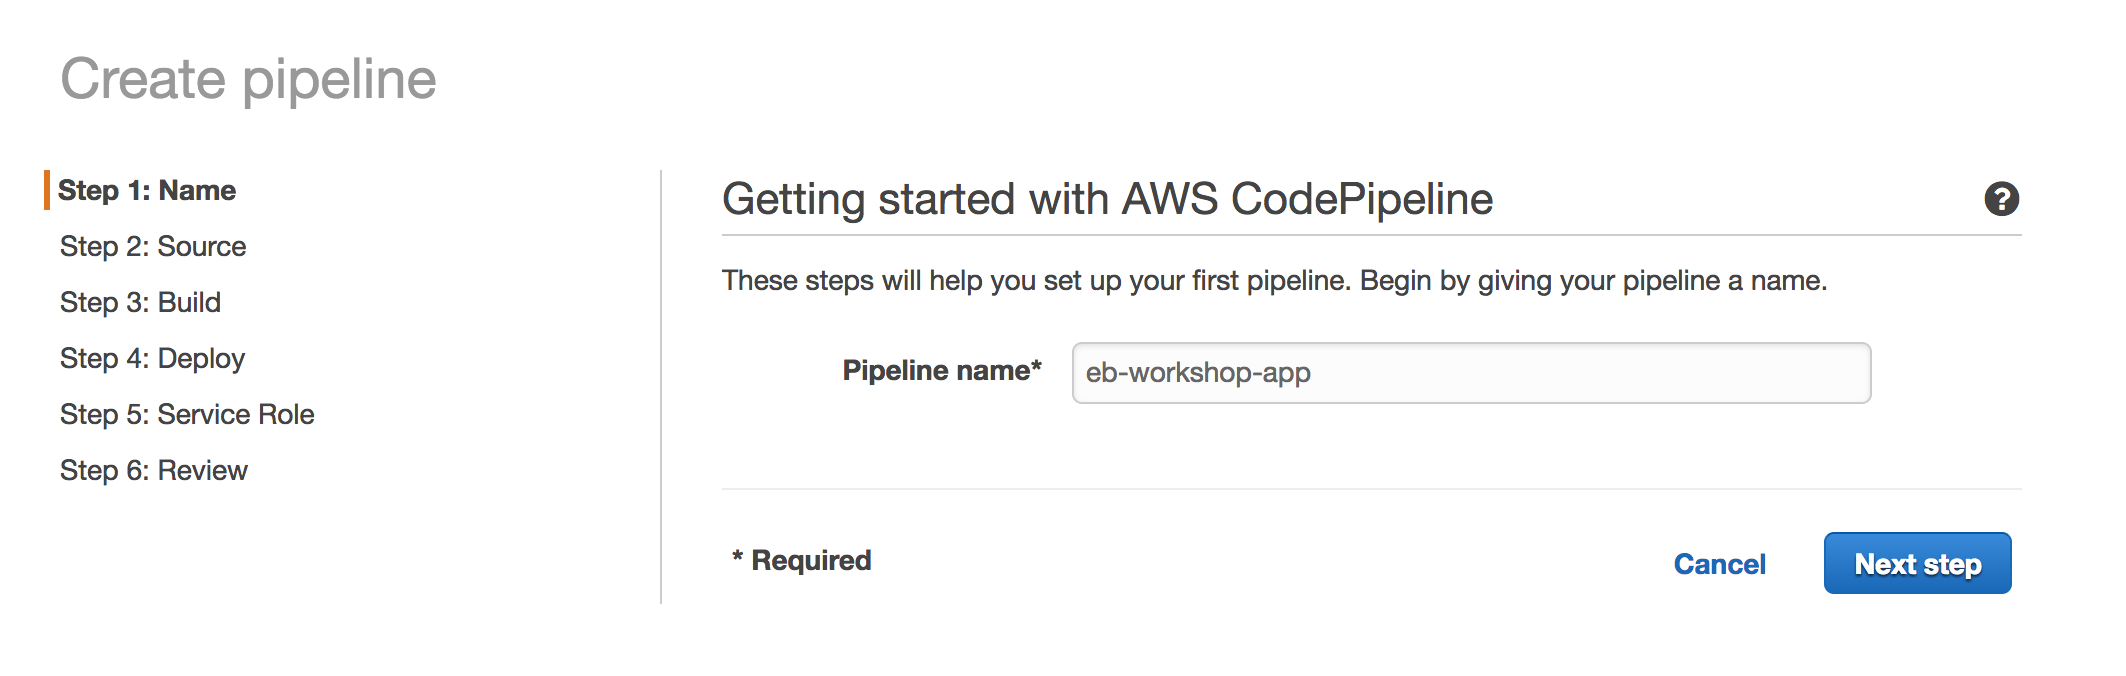 Create pipeline
Step 1: Name
Step 2: Source
Step 3: Build
Step 4: Deploy
Step 5: Service Role
Step 6: Review
Getting started with AWS CodePipeline
?
These steps will help you set up your first pipeline. Begin by giving your pipeline a name.
Pipeline name* eb-workshop-app
* Required
Cancel Next step